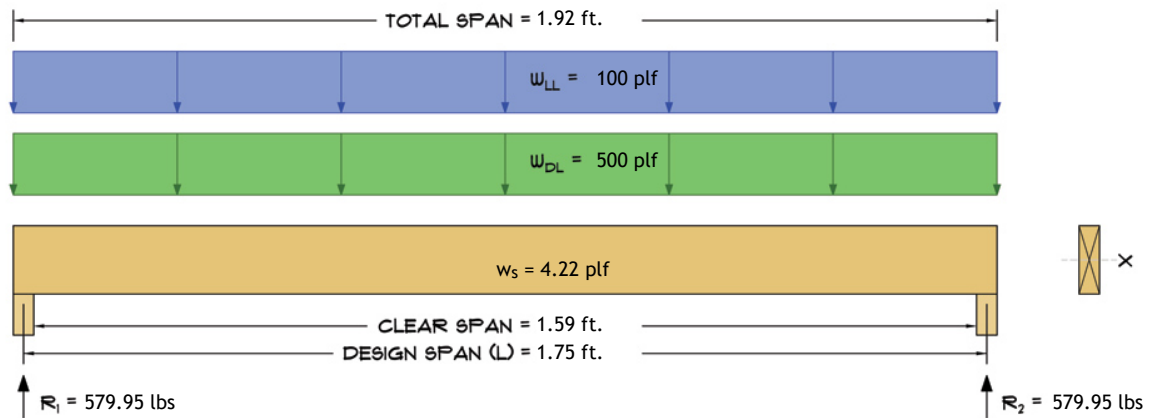 TOTAL SPAN = 1.92 ft.
W_LL = 100 plf
W_DL = 500 plf
w_s = 4.22 plf
X
CLEAR SPAN = 1.59 ft.
DESIGN SPAN (L) = 1.75 ft.
R_1 = 579.95 lbs
R_2 = 579.95 lbs